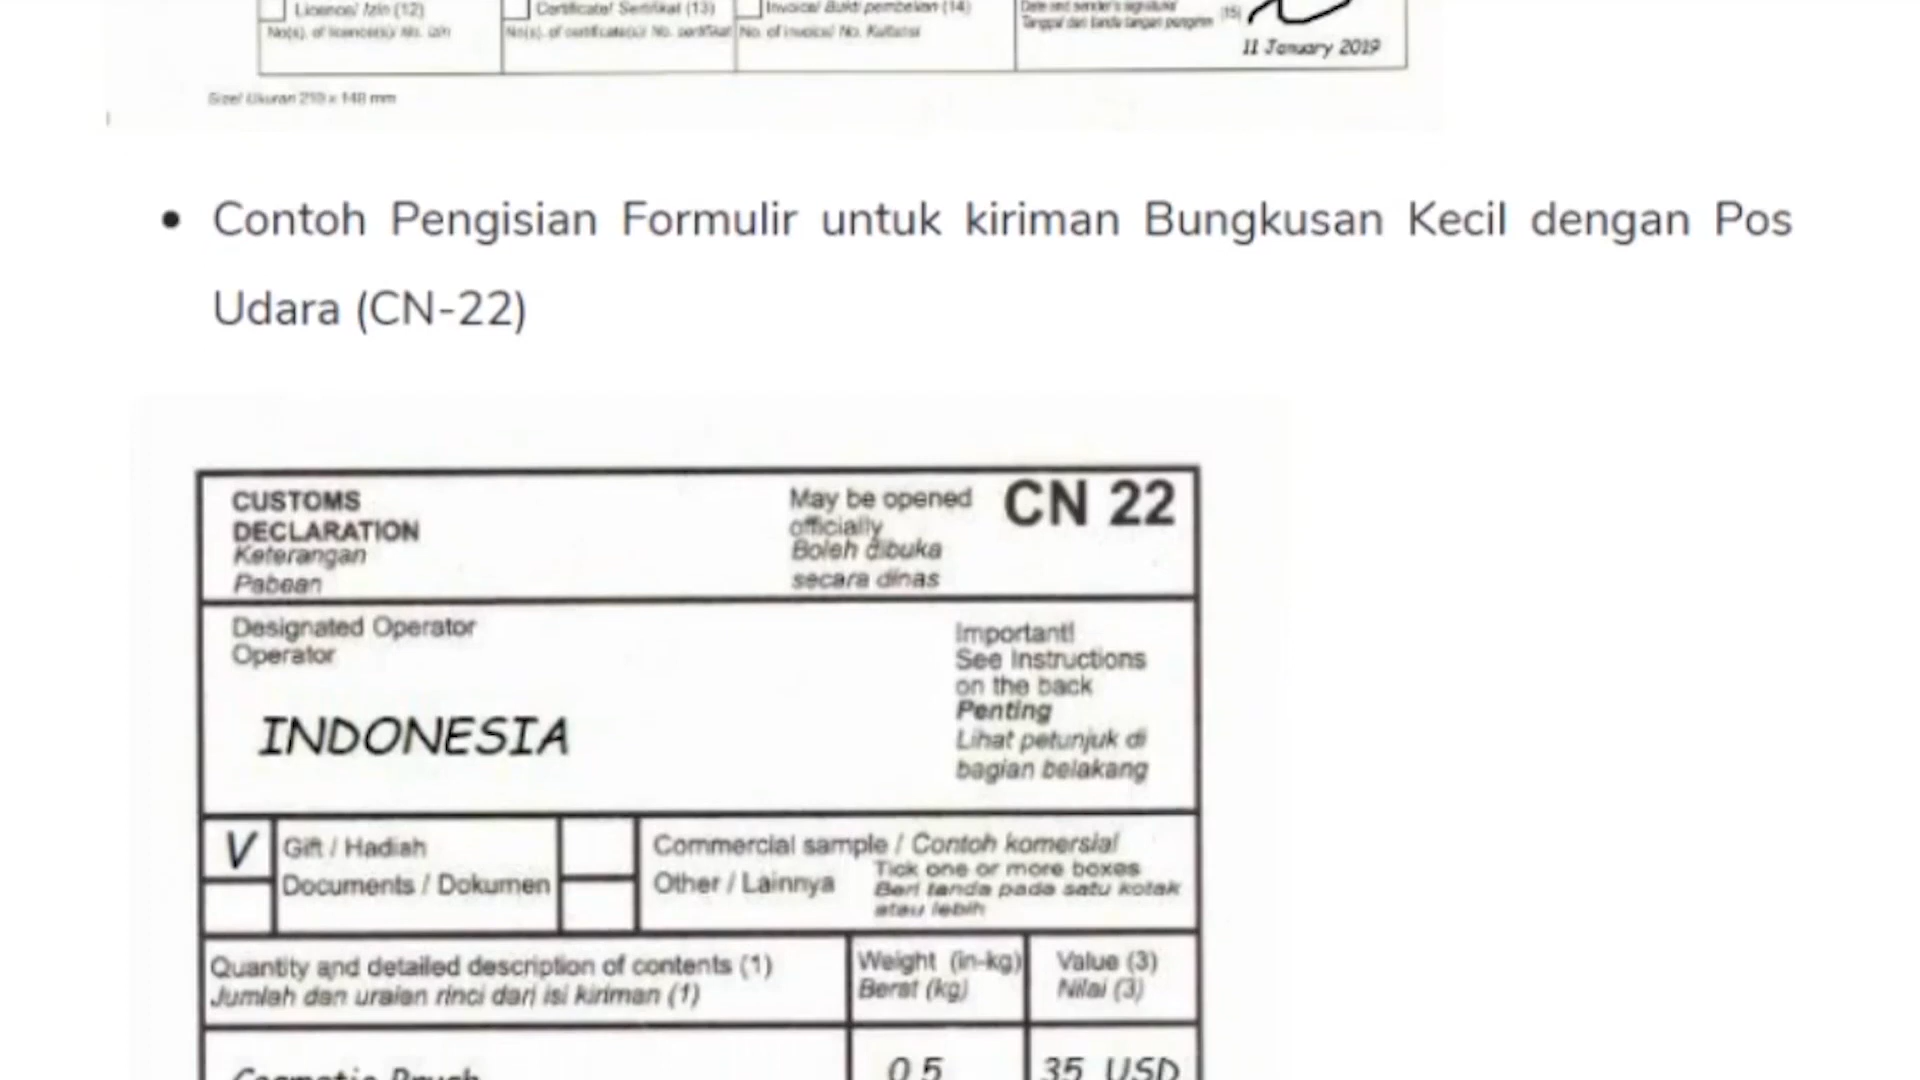 Licence/ Izin (12)
Certificate/ Sertifikat (13)
Invoice/ Bukti pembelian (14)
Date and sender's signature
(15)
Tanggal dan tanda tangan pengirim
No(s). of licence(s)/ No. izin
No(s). of certificate(s)/ No. sertifikat
No. of invoice/ No. Kuitansi
11 January 2019
Size/ Ukuran 210 x 148 mm
• Contoh Pengisian Formulir untuk kiriman Bungkusan Kecil dengan Pos
Udara (CN-22)
CUSTOMS
DECLARATION
Keterangan
Pabean
May be opened
officially
Boleh dibuka
secara dinas
CN 22
Designated Operator
Operator
INDONESIA
Important!
See Instructions
on the back
Penting
Lihat petunjuk di
bagian belakang
V
Gift / Hadiah
Documents / Dokumen
Commercial sample / Contoh komersial
Other / Lainnya
Tick one or more boxes
Beri tanda pada satu kotak
atau lebih
Quantity and detailed description of contents (1)
Jumlah dan uraian rinci dari isi kiriman (1)
Weight (in-kg)
Berat (kg)
Value (3)
Nilai (3)
Cosmetic Brush
0.5
35 USD